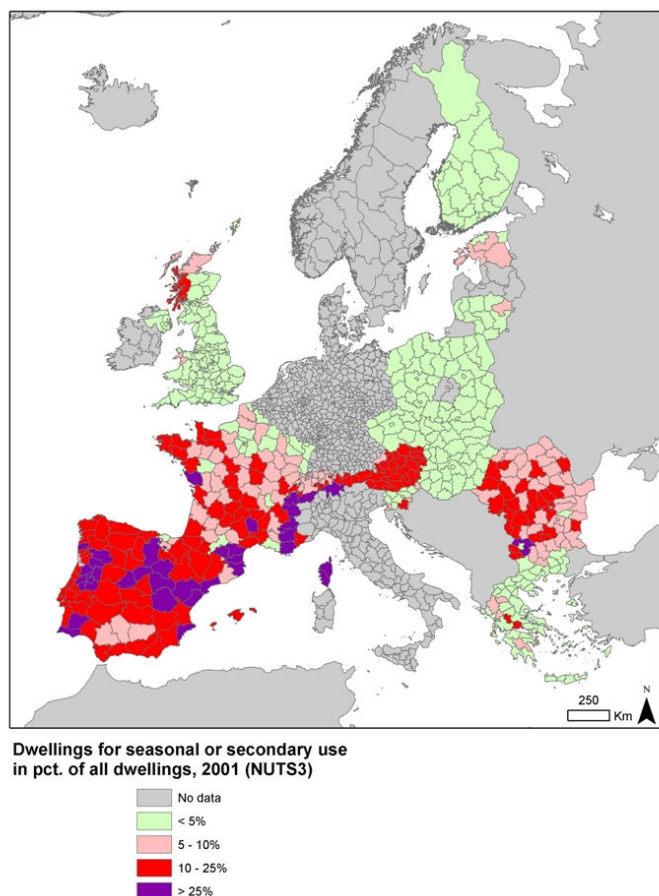 250
Km
N
Dwellings for seasonal or secondary use
in pct. of all dwellings, 2001 (NUTS3)
No data
< 5%
5 - 10%
10 - 25%
> 25%